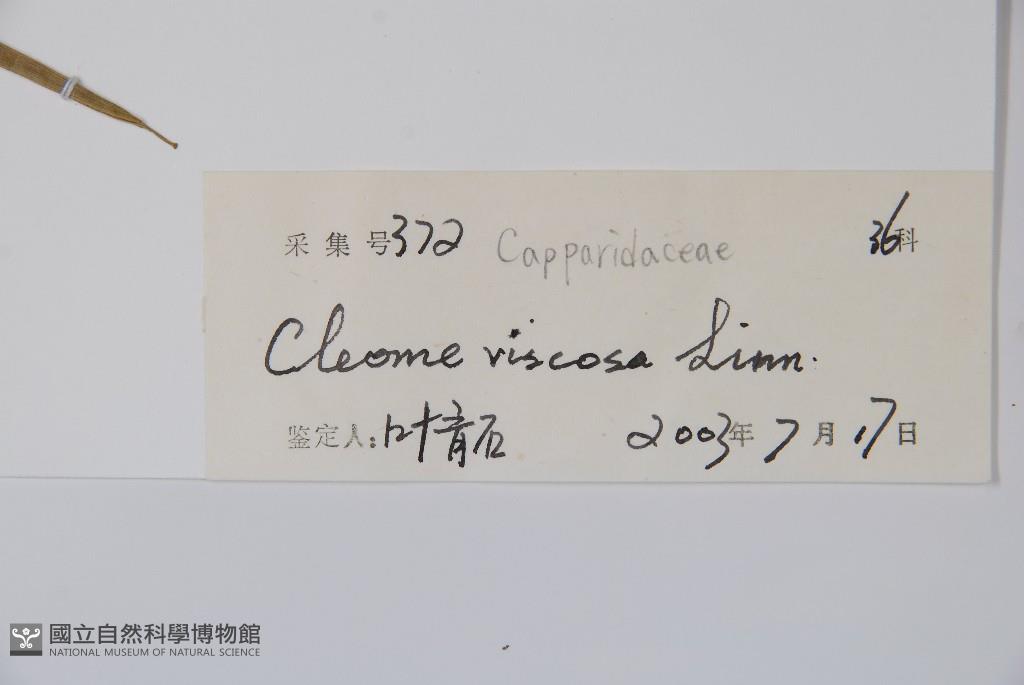 采集号372 Capparidaceae 36科
Cleome viscosa Linn.
鉴定人:叶育石 2003年7月17日
國立自然科學博物館
NATIONAL MUSEUM OF NATURAL SCIENCE